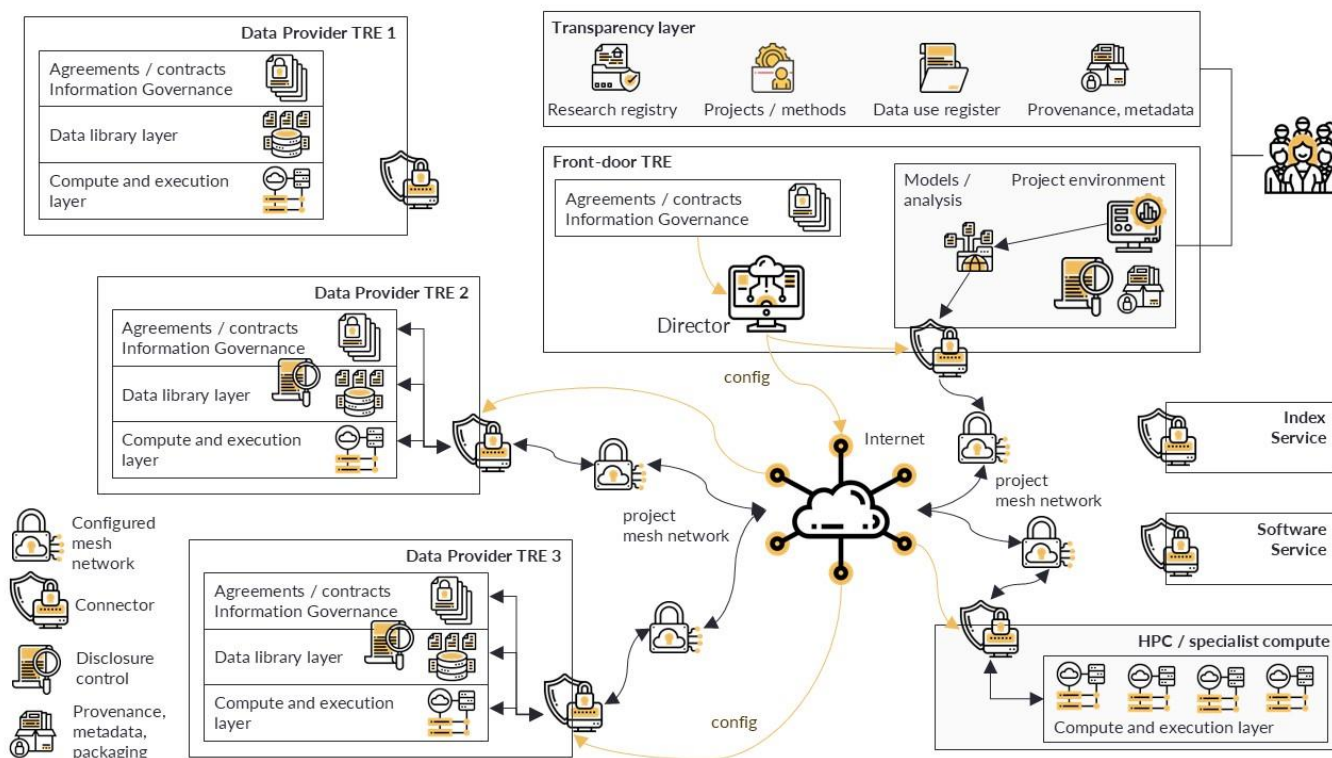 Data Provider TRE 1
Agreements / contracts
Information Governance
Data library layer
Compute and execution
layer
Transparency layer
Research registry
Projects / methods
Data use register
Provenance, metadata
Front-door TRE
Agreements / contracts
Information Governance
Models /
analysis
Project environment
Director
config
Data Provider TRE 2
Agreements / contracts
Information Governance
Data library layer
Compute and execution
layer
Internet
project
mesh network
project
mesh network
Index
Service
Software
Service
Configured
mesh
network
Connector
Disclosure
control
Provenance,
metadata,
packaging
Data Provider TRE 3
Agreements / contracts
Information Governance
Data library layer
Compute and execution
layer
config
HPC / specialist compute
Compute and execution layer